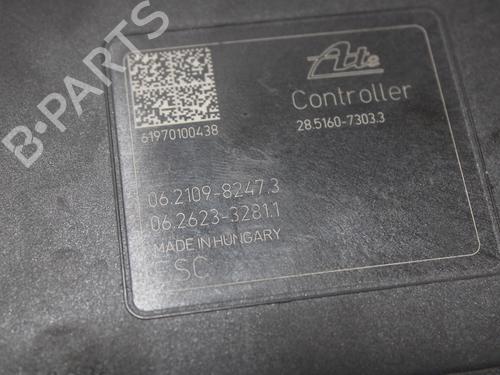 B-PARTS
Ate
Controller
61970100438
28.5160-7303.3
06.2109-8247.3
06.2623-3281.1
MADE IN HUNGARY
ESC